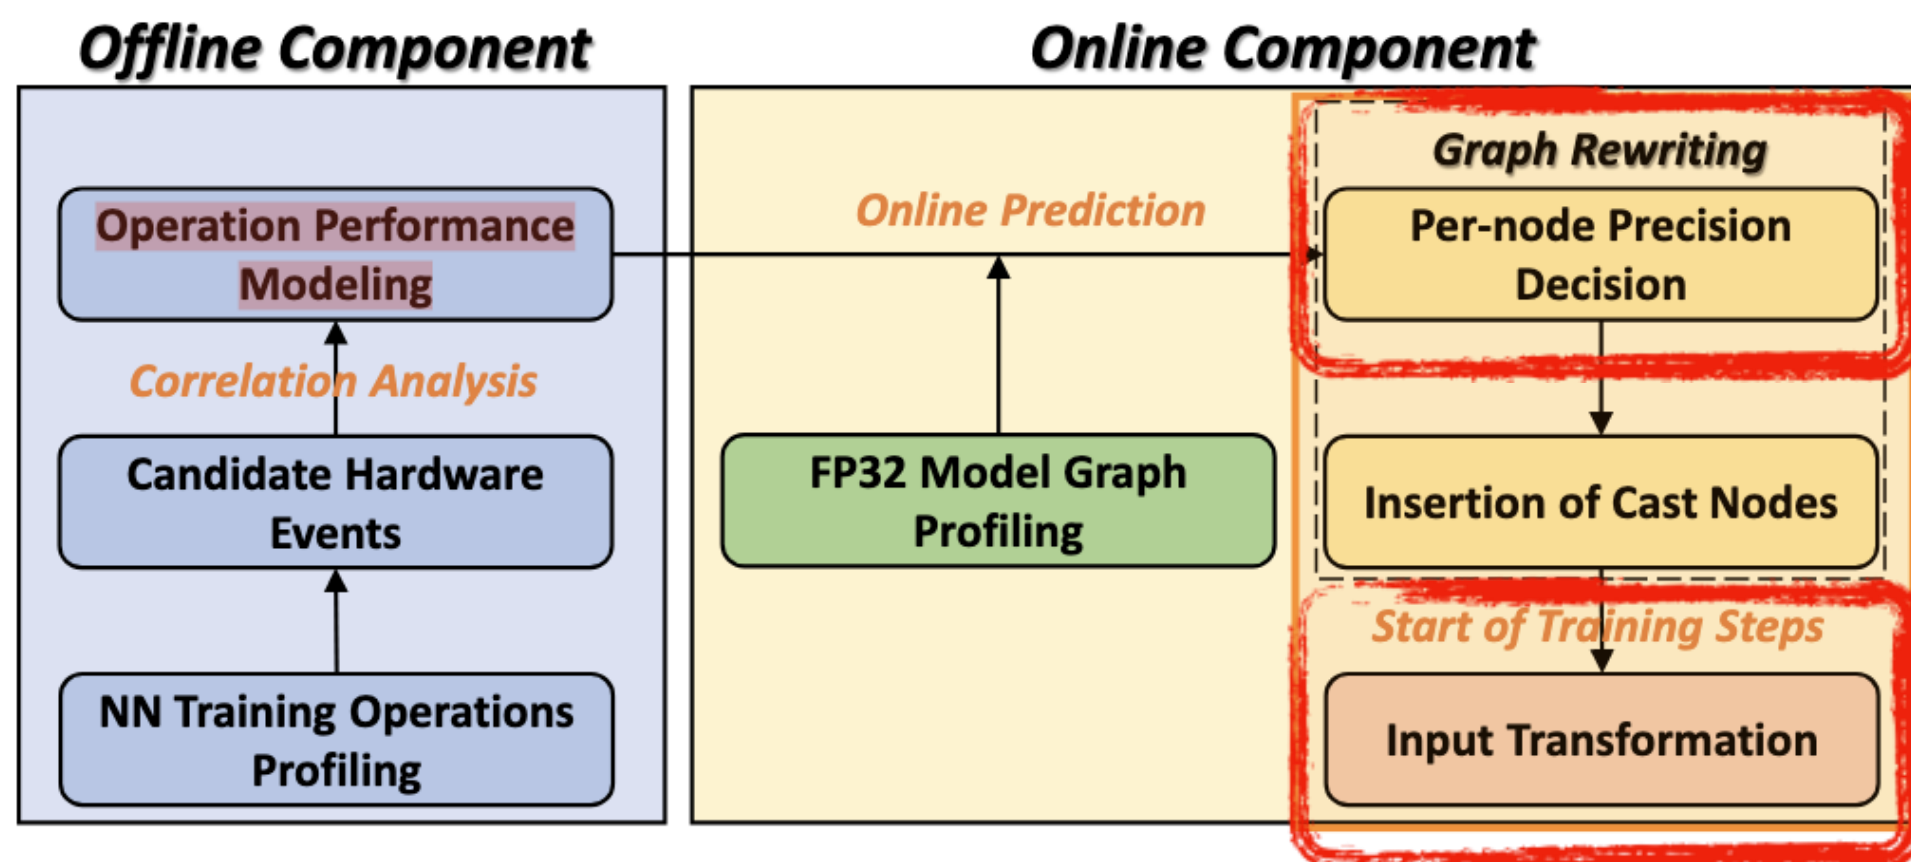 Offline Component
Operation Performance
Modeling
Correlation Analysis
Candidate Hardware
Events
NN Training Operations
Profiling
Online Component
Online Prediction
FP32 Model Graph
Profiling
Graph Rewriting
Per-node Precision
Decision
Insertion of Cast Nodes
Start of Training Steps
Input Transformation